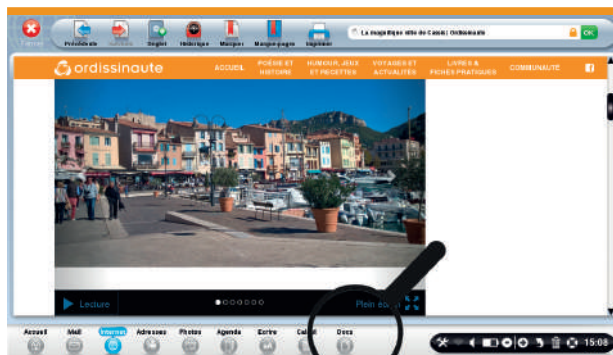 Fermer Précédente Suivante Onglet Historique Marquer Marque-pages Imprimer La magnifique ville de Cassis: Ordissinaute OK
ordissinaute ACCUEIL POÉSIE ET HISTOIRE HUMOUR, JEUX ET RECETTES VOYAGES ET ACTUALITÉS LIVRES & FICHES PRATIQUES COMMUNAUTÉ f
Lecture Plein écran
Accueil Mail Internet Adresses Photos Agenda Ecrire Calcul Docs
15:08